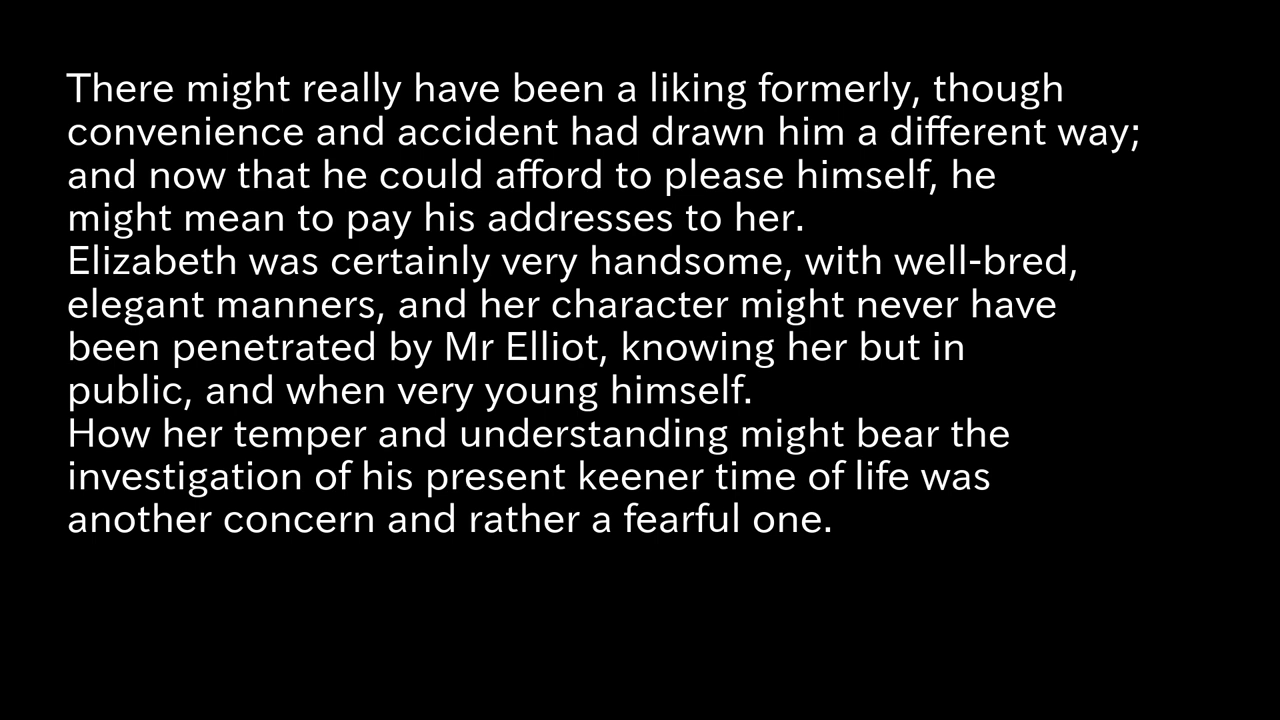 There might really have been a liking formerly, though
convenience and accident had drawn him a different way;
and now that he could afford to please himself, he
might mean to pay his addresses to her.
Elizabeth was certainly very handsome, with well-bred,
elegant manners, and her character might never have
been penetrated by Mr Elliot, knowing her but in
public, and when very young himself.
How her temper and understanding might bear the
investigation of his present keener time of life was
another concern and rather a fearful one.